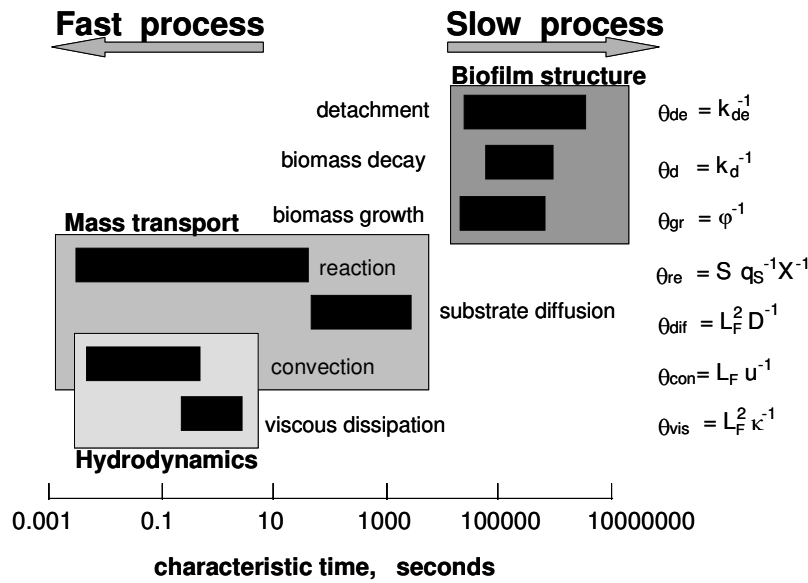 Fast process
Slow process
Biofilm structure
detachment
θde = kde⁻¹
biomass decay
θd = kd⁻¹
biomass growth
θgr = φ⁻¹
Mass transport
reaction
θre = S qS⁻¹X⁻¹
substrate diffusion
θdif = LF² D⁻¹
convection
θcon= LF u⁻¹
viscous dissipation
θvis = LF² κ⁻¹
Hydrodynamics
0.001 0.1 10 1000 100000 10000000
characteristic time, seconds